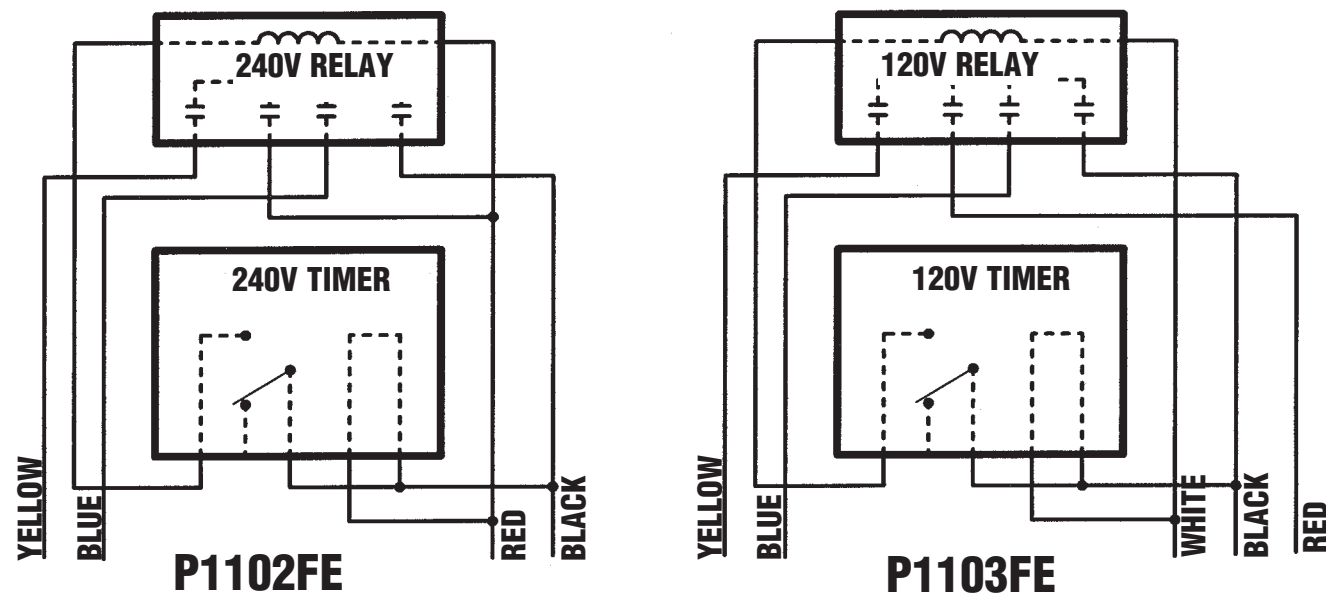 240V RELAY
240V TIMER
YELLOW
BLUE
RED
BLACK
P1102FE
120V RELAY
120V TIMER
YELLOW
BLUE
WHITE
BLACK
RED
P1103FE